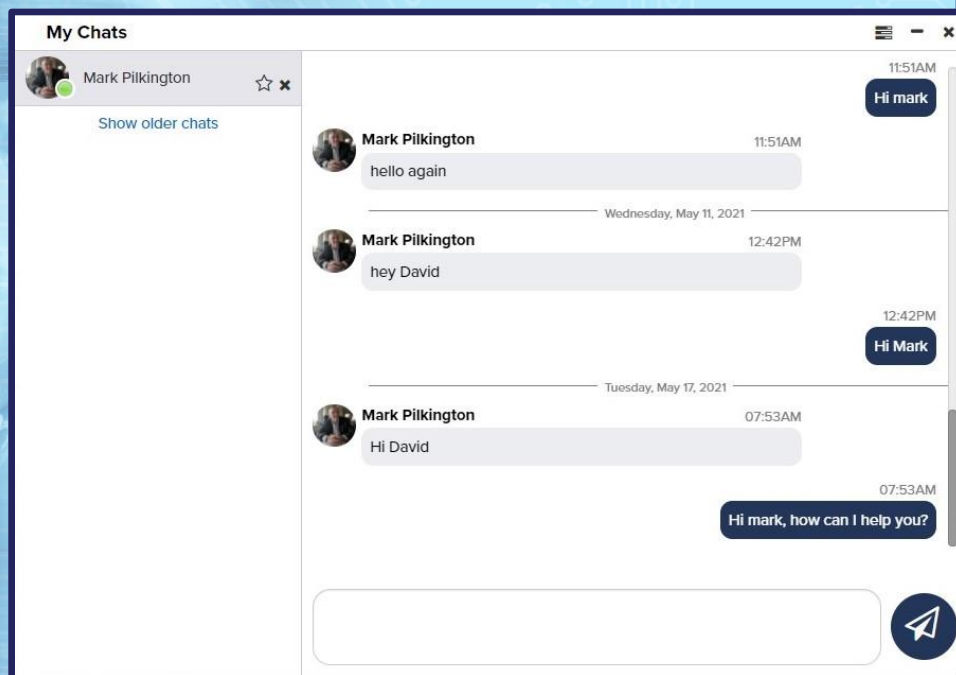 My Chats
Mark Pilkington
Show older chats
11:51AM
Hi mark
Mark Pilkington
11:51AM
hello again
Wednesday, May 11, 2021
Mark Pilkington
12:42PM
hey David
12:42PM
Hi Mark
Tuesday, May 17, 2021
Mark Pilkington
07:53AM
Hi David
07:53AM
Hi mark, how can I help you?